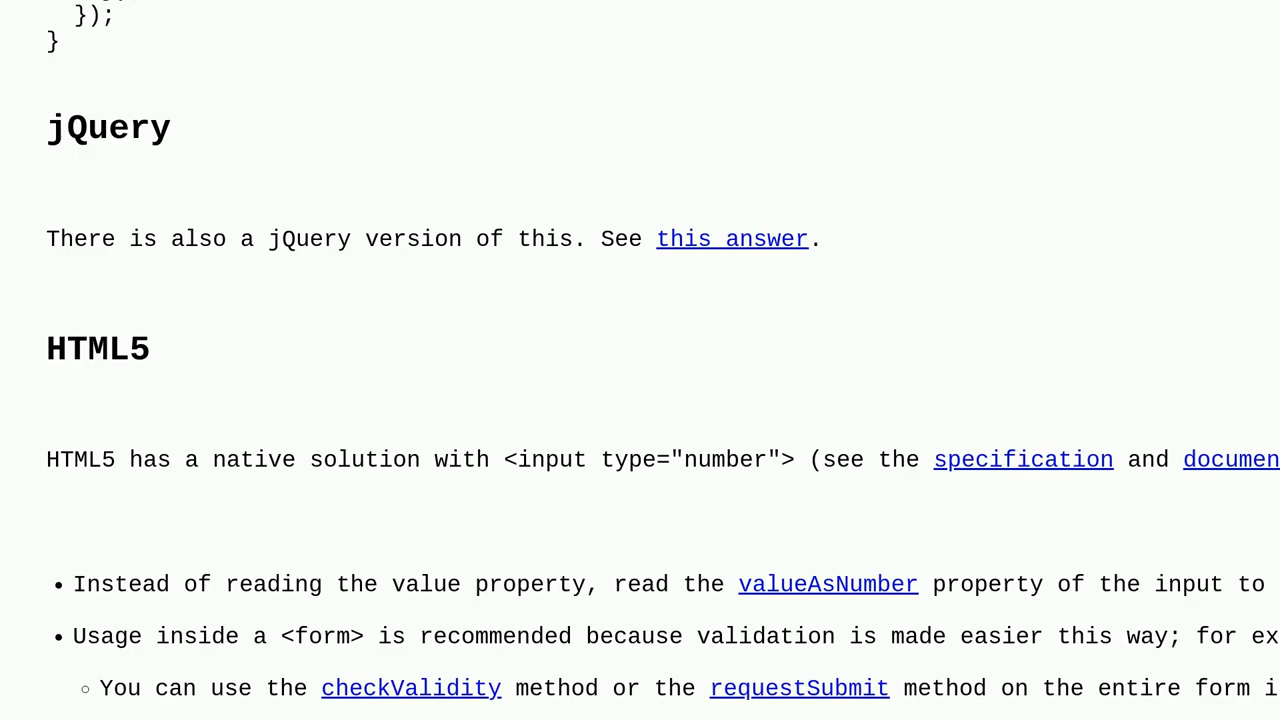 });
}
jQuery
There is also a jQuery version of this. See this answer.
HTML5
HTML5 has a native solution with <input type="number"> (see the specification and documen
• Instead of reading the value property, read the valueAsNumber property of the input to
• Usage inside a <form> is recommended because validation is made easier this way; for ex
○ You can use the checkValidity method or the requestSubmit method on the entire form i